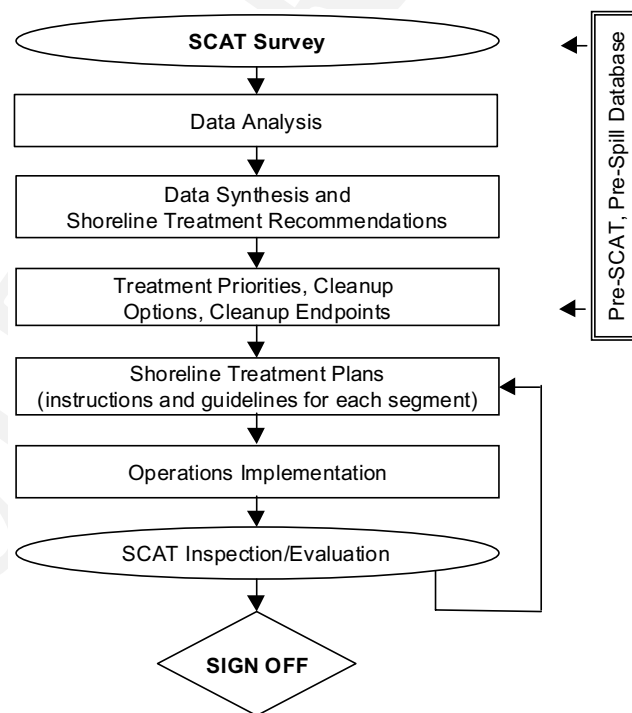 SCAT Survey
Data Analysis
Data Synthesis and
Shoreline Treatment Recommendations
Treatment Priorities, Cleanup
Options, Cleanup Endpoints
Shoreline Treatment Plans
(instructions and guidelines for each segment)
Operations Implementation
SCAT Inspection/Evaluation
SIGN OFF
Pre-SCAT, Pre-Spill Database